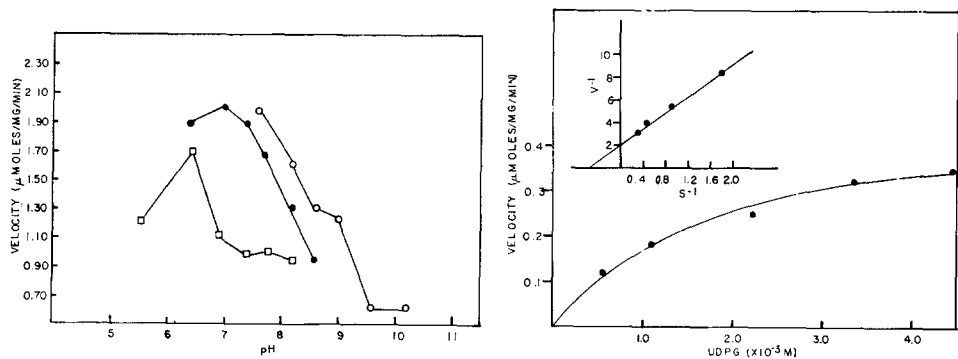 VELOCITY (μMOLES/MG/MIN)
2.10
1.90
1.70
1.50
1.30
1.10
0.90
0.70
5 6 7 8 9 10 11
pH
VELOCITY (μMOLES/MG/MIN)
0.4
0.3
0.2
0.1
V⁻¹
10
8
6
4
2
0.4 0.8 1.2 1.6 2.0
S⁻¹
1.0 2.0 3.0 4.0
UDPG (X10⁻³M)